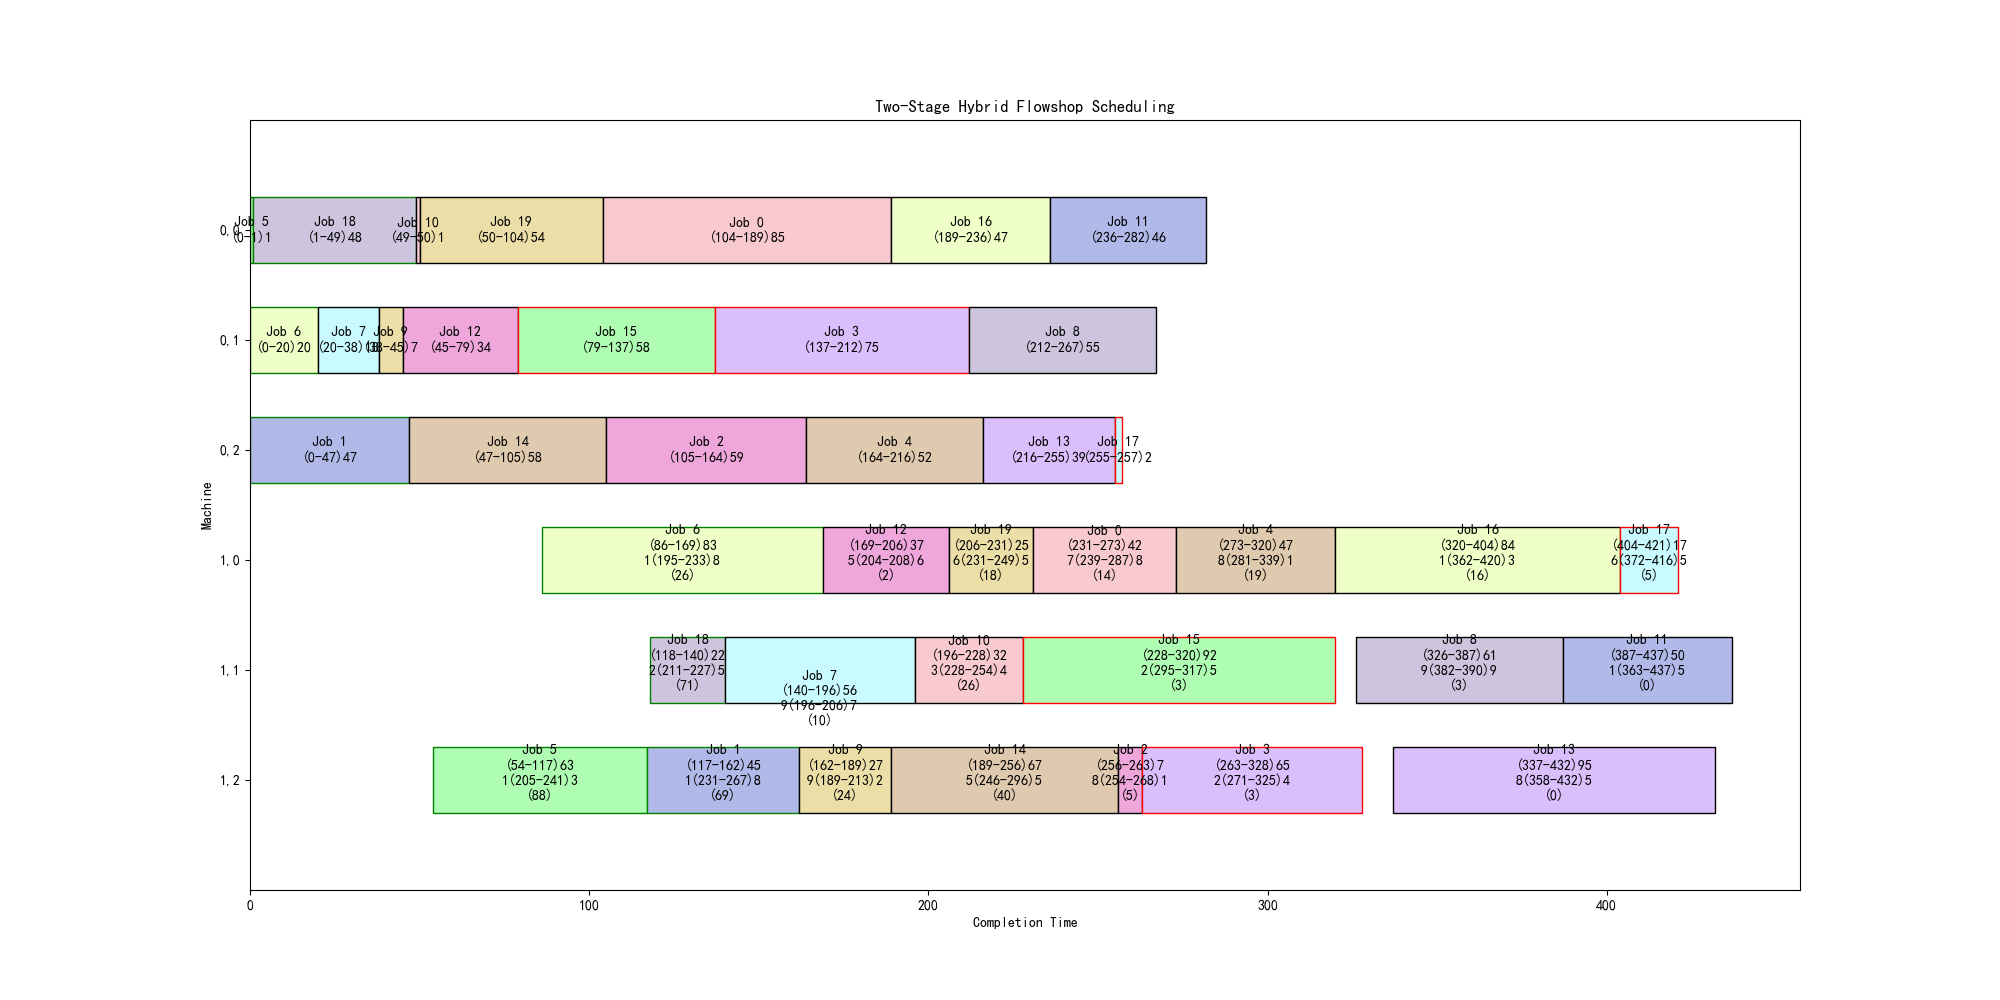 Two-Stage Hybrid Flowshop Scheduling
Machine
0,0
Job 5
(0-1)1
Job 18
(1-49)48
Job 10
(49-50)1
Job 19
(50-104)54
Job 0
(104-189)85
Job 16
(189-236)47
Job 11
(236-282)46
0,1
Job 6
(0-20)20
Job 7
(20-38)18
Job 9
(38-45)7
Job 12
(45-79)34
Job 15
(79-137)58
Job 3
(137-212)75
Job 8
(212-267)55
0,2
Job 1
(0-47)47
Job 14
(47-105)58
Job 2
(105-164)59
Job 4
(164-216)52
Job 13
(216-255)39
Job 17
(255-257)2
1,0
Job 6
(86-169)83
1(195-233)8
(26)
Job 12
(169-206)37
5(204-208)6
(2)
Job 19
(206-231)25
6(231-249)5
(18)
Job 0
(231-273)42
7(239-287)8
(14)
Job 4
(273-320)47
8(281-339)1
(19)
Job 16
(320-404)84
1(362-420)3
(16)
Job 17
(404-421)17
6(372-416)5
(5)
1,1
Job 18
(118-140)22
2(211-227)5
(71)
Job 7
(140-196)56
9(196-206)7
(10)
Job 10
(196-228)32
3(228-254)4
(26)
Job 15
(228-320)92
2(295-317)5
(3)
Job 8
(326-387)61
9(382-390)9
(3)
Job 11
(387-437)50
1(363-437)5
(0)
1,2
Job 5
(54-117)63
1(205-241)3
(88)
Job 1
(117-162)45
1(231-267)8
(69)
Job 9
(162-189)27
9(189-213)2
(24)
Job 14
(189-256)67
5(246-296)5
(40)
Job 2
(256-263)7
8(254-268)1
(5)
Job 3
(263-328)65
2(271-325)4
(3)
Job 13
(337-432)95
8(358-432)5
(0)
0
100
200
300
400
Completion Time